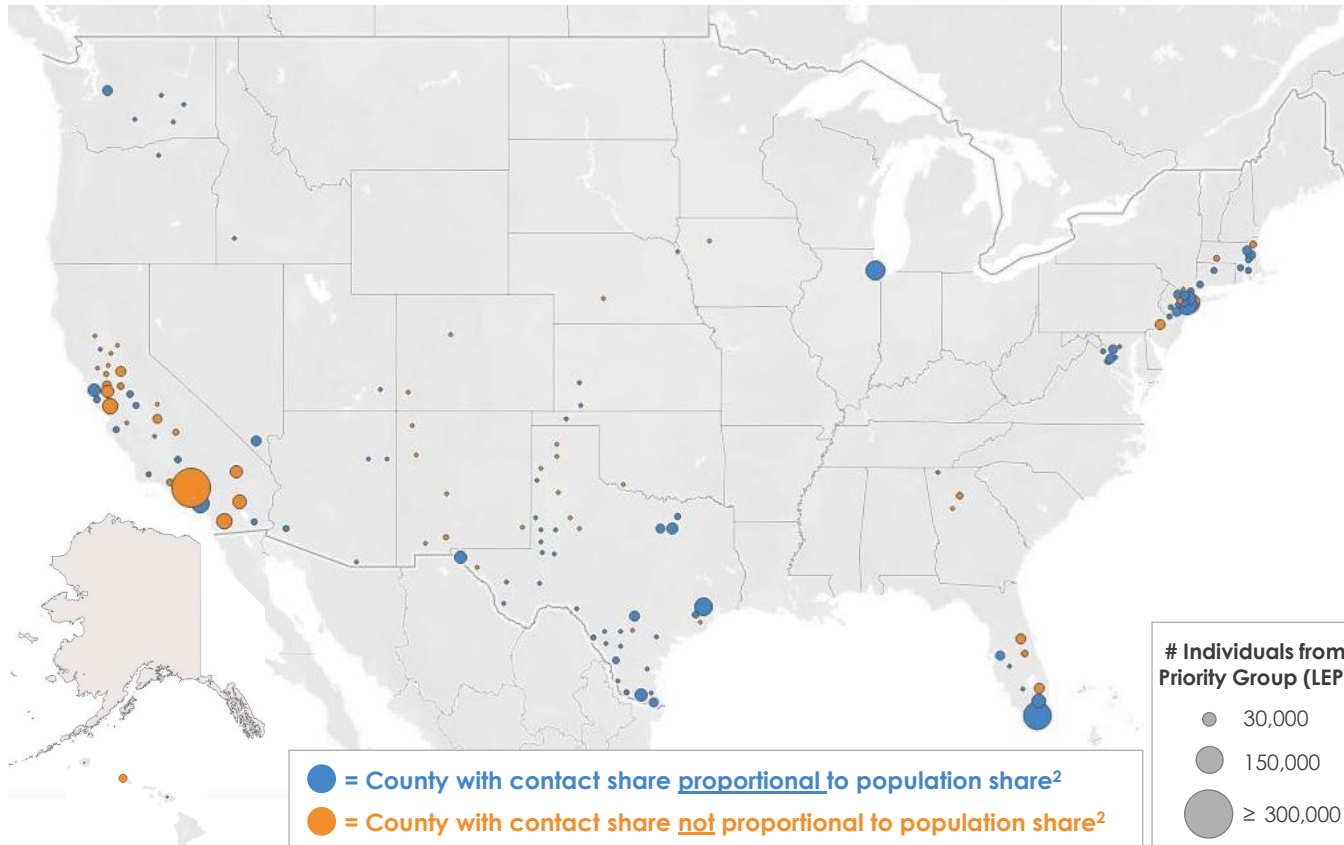 # Individuals from
Priority Group (LEP
30,000
150,000
≥ 300,000
= County with contact share proportional to population share²
= County with contact share not proportional to population share²